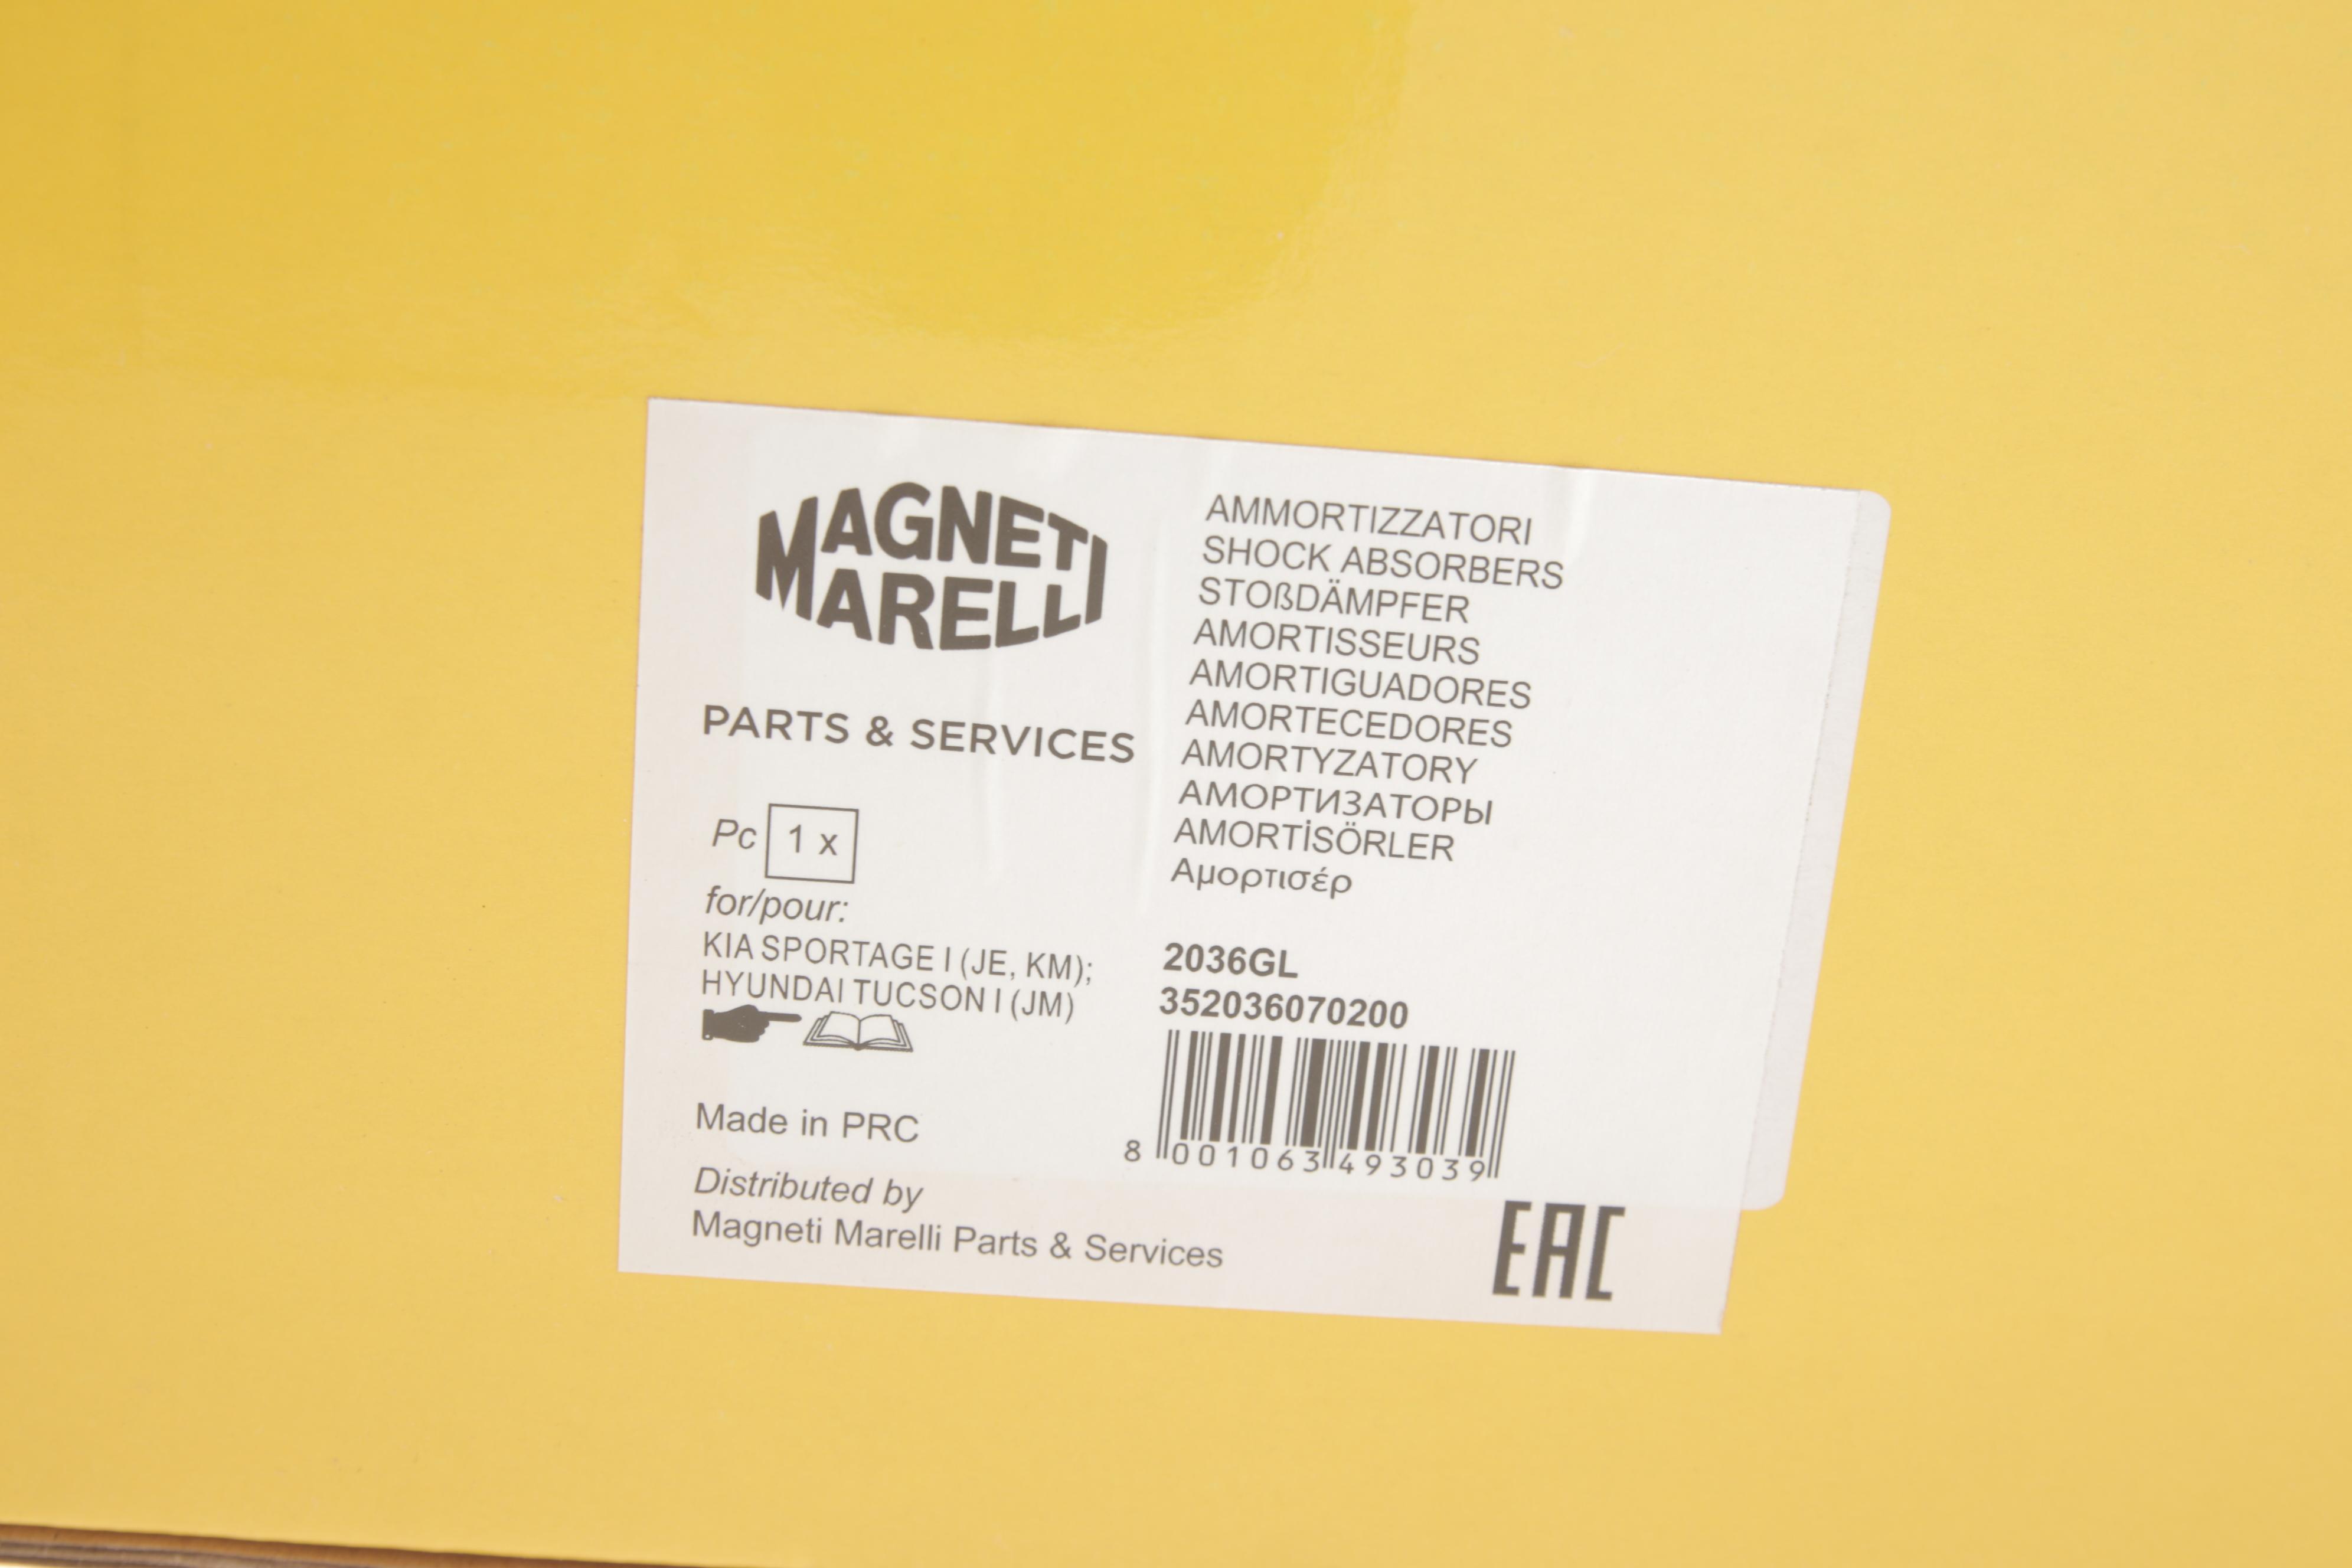 MAGNETI
MARELLI
PARTS & SERVICES
Pc 1 x
for/pour:
KIA SPORTAGE I (JE, KM);
HYUNDAI TUCSON I (JM)
Made in PRC
Distributed by
Magneti Marelli Parts & Services
AMMORTIZZATORI
SHOCK ABSORBERS
STOßDÄMPFER
AMORTISSEURS
AMORTIGUADORES
AMORTECEDORES
AMORTYZATORY
АМОРТИЗАТОРЫ
AMORTİSÖRLER
Αμορτισέρ
2036GL
352036070200
8 001063 493039
EAC